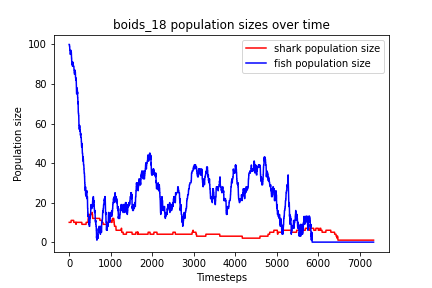 boids_18 population sizes over time
shark population size
fish population size
Population size
100
80
60
40
20
0
0 1000 2000 3000 4000 5000 6000 7000
Timesteps